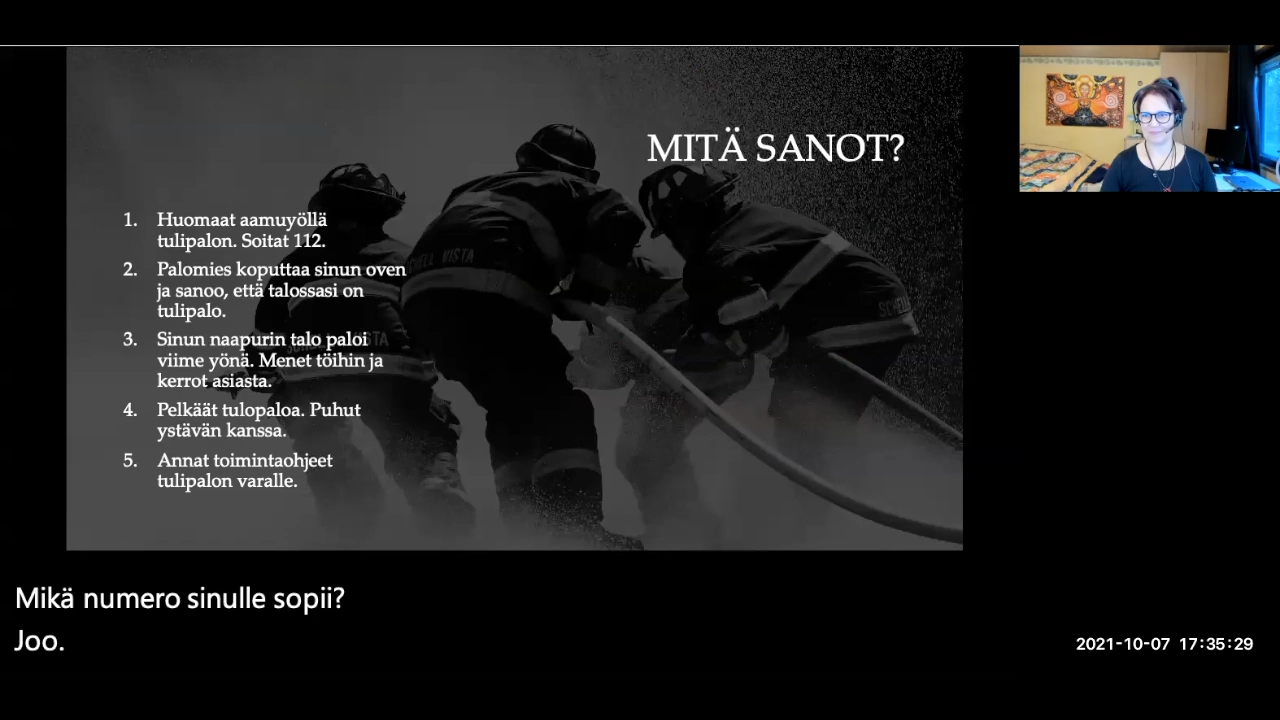 MITÄ SANOT?
1. Huomaat aamuyöllä
tulipalon. Soitat 112.
2. Palomies koputtaa sinun oven
ja sanoo, että talossasi on
tulipalo.
3. Sinun naapurin talo paloi
viime yönä. Menet töihin ja
kerrot asiasta.
4. Pelkäät tulopaloa. Puhut
ystävän kanssa.
5. Annat toimintaohjeet
tulipalon varalle.
Mikä numero sinulle sopii?
Joo.
2021-10-07 17:35:29